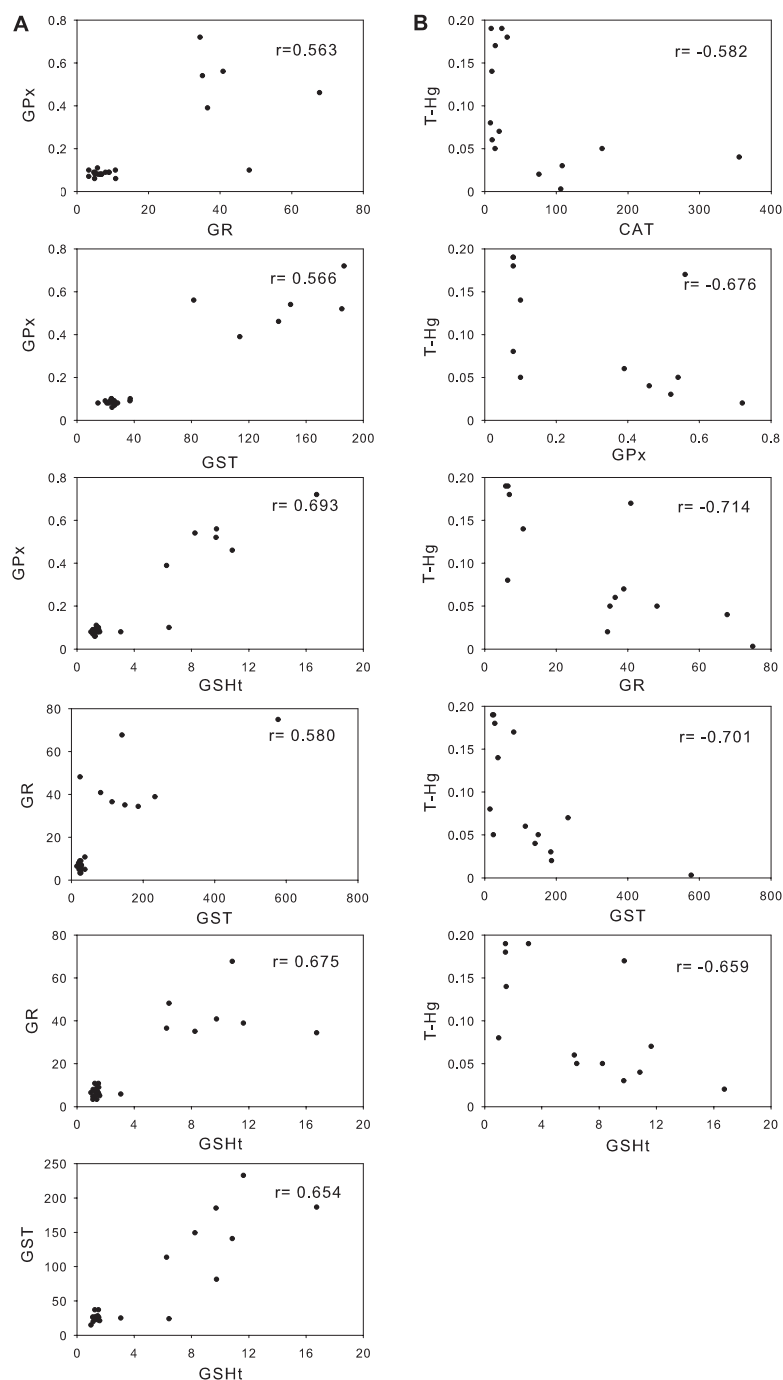 A
0.8
0.6
0.4
0.2
0
GPx
r=0.563
0 20 40 60 80
GR
0.8
0.6
0.4
0.2
0
GPx
r= 0.566
0 40 80 120 160 200
GST
0.8
0.6
0.4
0.2
0
GPx
r= 0.693
0 4 8 12 16 20
GSHt
80
60
40
20
0
GR
r= 0.580
0 200 400 600 800
GST
80
60
40
20
0
GR
r= 0.675
0 4 8 12 16 20
GSHt
250
200
150
100
50
0
GST
r= 0.654
0 4 8 12 16 20
GSHt
B
0.20
0.15
0.10
0.05
0
T-Hg
r= -0.582
0 100 200 300 400
CAT
0.20
0.15
0.10
0.05
0
T-Hg
r= -0.676
0 0.2 0.4 0.6 0.8
GPx
0.20
0.15
0.10
0.05
0
T-Hg
r= -0.714
0 20 40 60 80
GR
0.20
0.15
0.10
0.05
0
T-Hg
r= -0.701
0 200 400 600 800
GST
0.20
0.15
0.10
0.05
0
T-Hg
r= -0.659
0 4 8 12 16 20
GSHt